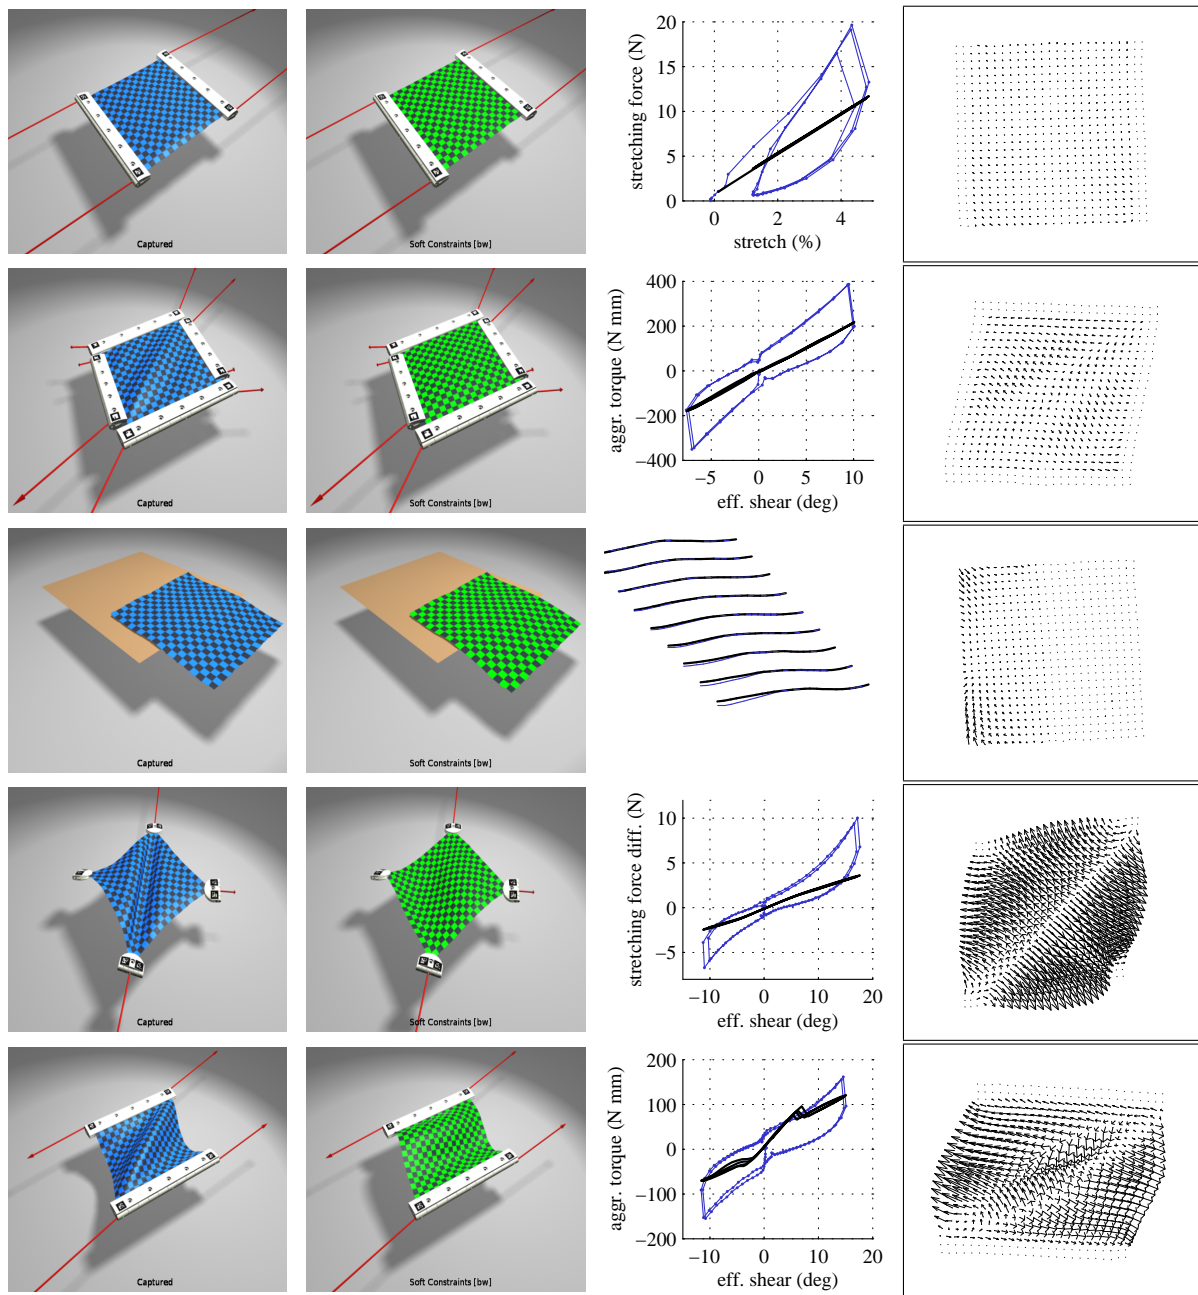 Captured
Soft Constraints [bw]
stretching force (N)
20
15
10
5
0
0 2 4
stretch (%)
Captured
Soft Constraints [bw]
aggr. torque (N mm)
400
200
0
−200
−400
−5 0 5 10
eff. shear (deg)
Captured
Soft Constraints [bw]
Captured
Soft Constraints [bw]
stretching force diff. (N)
10
5
0
−5
−10 0 10 20
eff. shear (deg)
Captured
Soft Constraints [bw]
aggr. torque (N mm)
200
100
0
−100
−200
−10 0 10 20
eff. shear (deg)